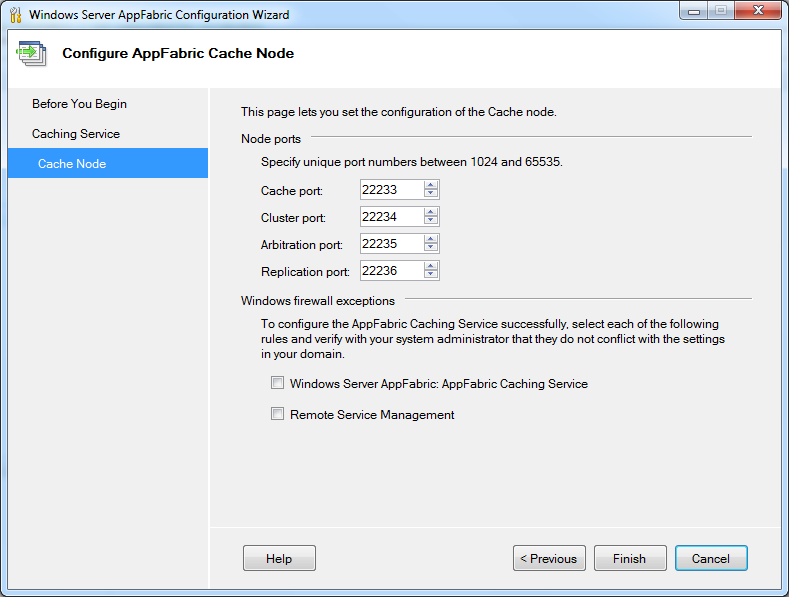 Windows Server AppFabric Configuration Wizard
Configure AppFabric Cache Node
Before You Begin
Caching Service
Cache Node
This page lets you set the configuration of the Cache node.
Node ports
Specify unique port numbers between 1024 and 65535.
Cache port: 22233
Cluster port: 22234
Arbitration port: 22235
Replication port: 22236
Windows firewall exceptions
To configure the AppFabric Caching Service successfully, select each of the following
rules and verify with your system administrator that they do not conflict with the settings
in your domain.
Windows Server AppFabric: AppFabric Caching Service
Remote Service Management
Help < Previous Finish Cancel